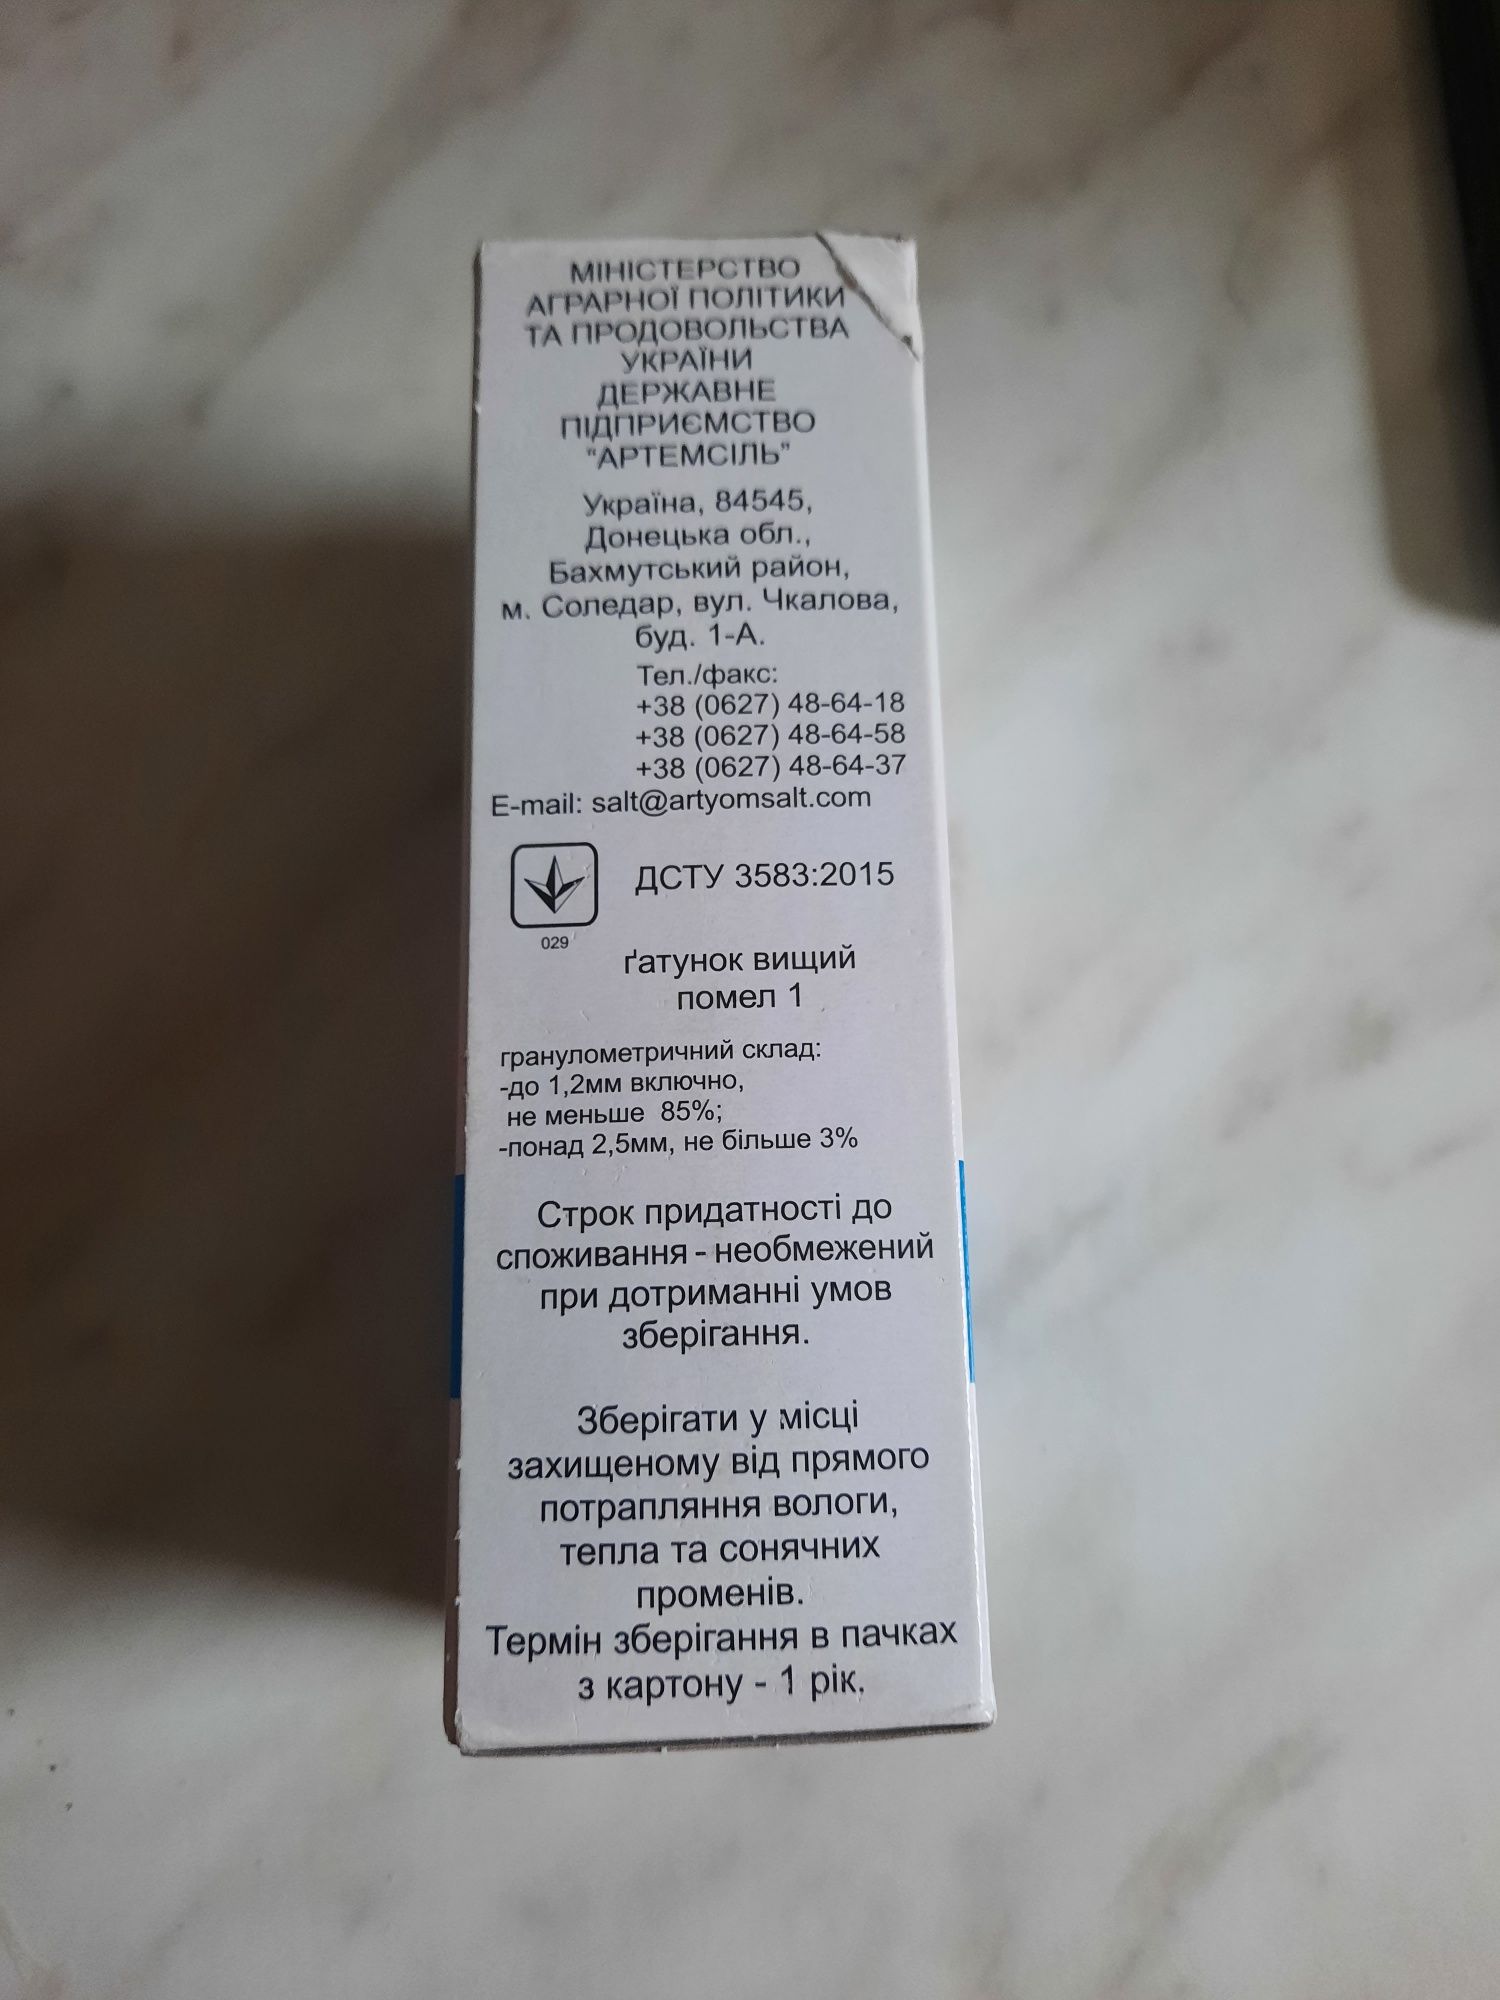 МІНІСТЕРСТВО
АГРАРНОЇ ПОЛІТИКИ
ТА ПРОДОВОЛЬСТВА
УКРАЇНИ
ДЕРЖАВНЕ
ПІДПРИЄМСТВО
"АРТЕМСІЛЬ"
Україна, 84545,
Донецька обл.,
Бахмутський район,
м. Соледар, вул. Чкалова,
буд. 1-А.
Тел./факс:
+38 (0627) 48-64-18
+38 (0627) 48-64-58
+38 (0627) 48-64-37
E-mail: salt@artyomsalt.com
ДСТУ 3583:2015
029
ґатунок вищий
помел 1
гранулометричний склад:
-до 1,2мм включно,
не меньше 85%;
-понад 2,5мм, не більше 3%
Строк придатності до
споживання - необмежений
при дотриманні умов
зберігання.
Зберігати у місці
захищеному від прямого
потрапляння вологи,
тепла та сонячних
променів.
Термін зберігання в пачках
з картону - 1 рік.